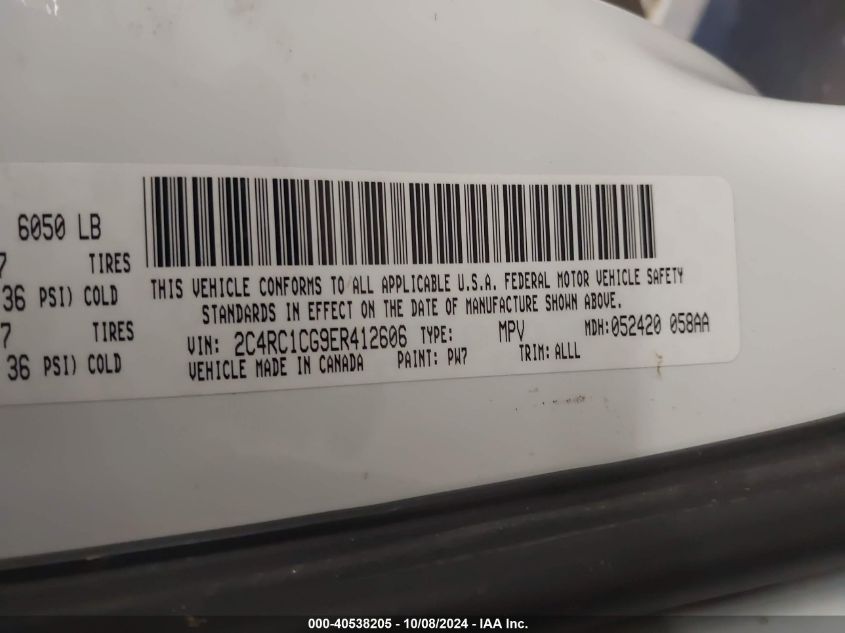 6050 LB
7 TIRES
36 PSI) COLD
7 TIRES
36 PSI) COLD
THIS VEHICLE CONFORMS TO ALL APPLICABLE U.S.A. FEDERAL MOTOR VEHICLE SAFETY
STANDARDS IN EFFECT ON THE DATE OF MANUFACTURE SHOWN ABOVE.
VIN: 2C4RC1CG9ER412606 TYPE: MPV MDH:052420 058AA
VEHICLE MADE IN CANADA PAINT: PW7 TRIM: ALLL
000-40538205 - 10/08/2024 - IAA Inc.